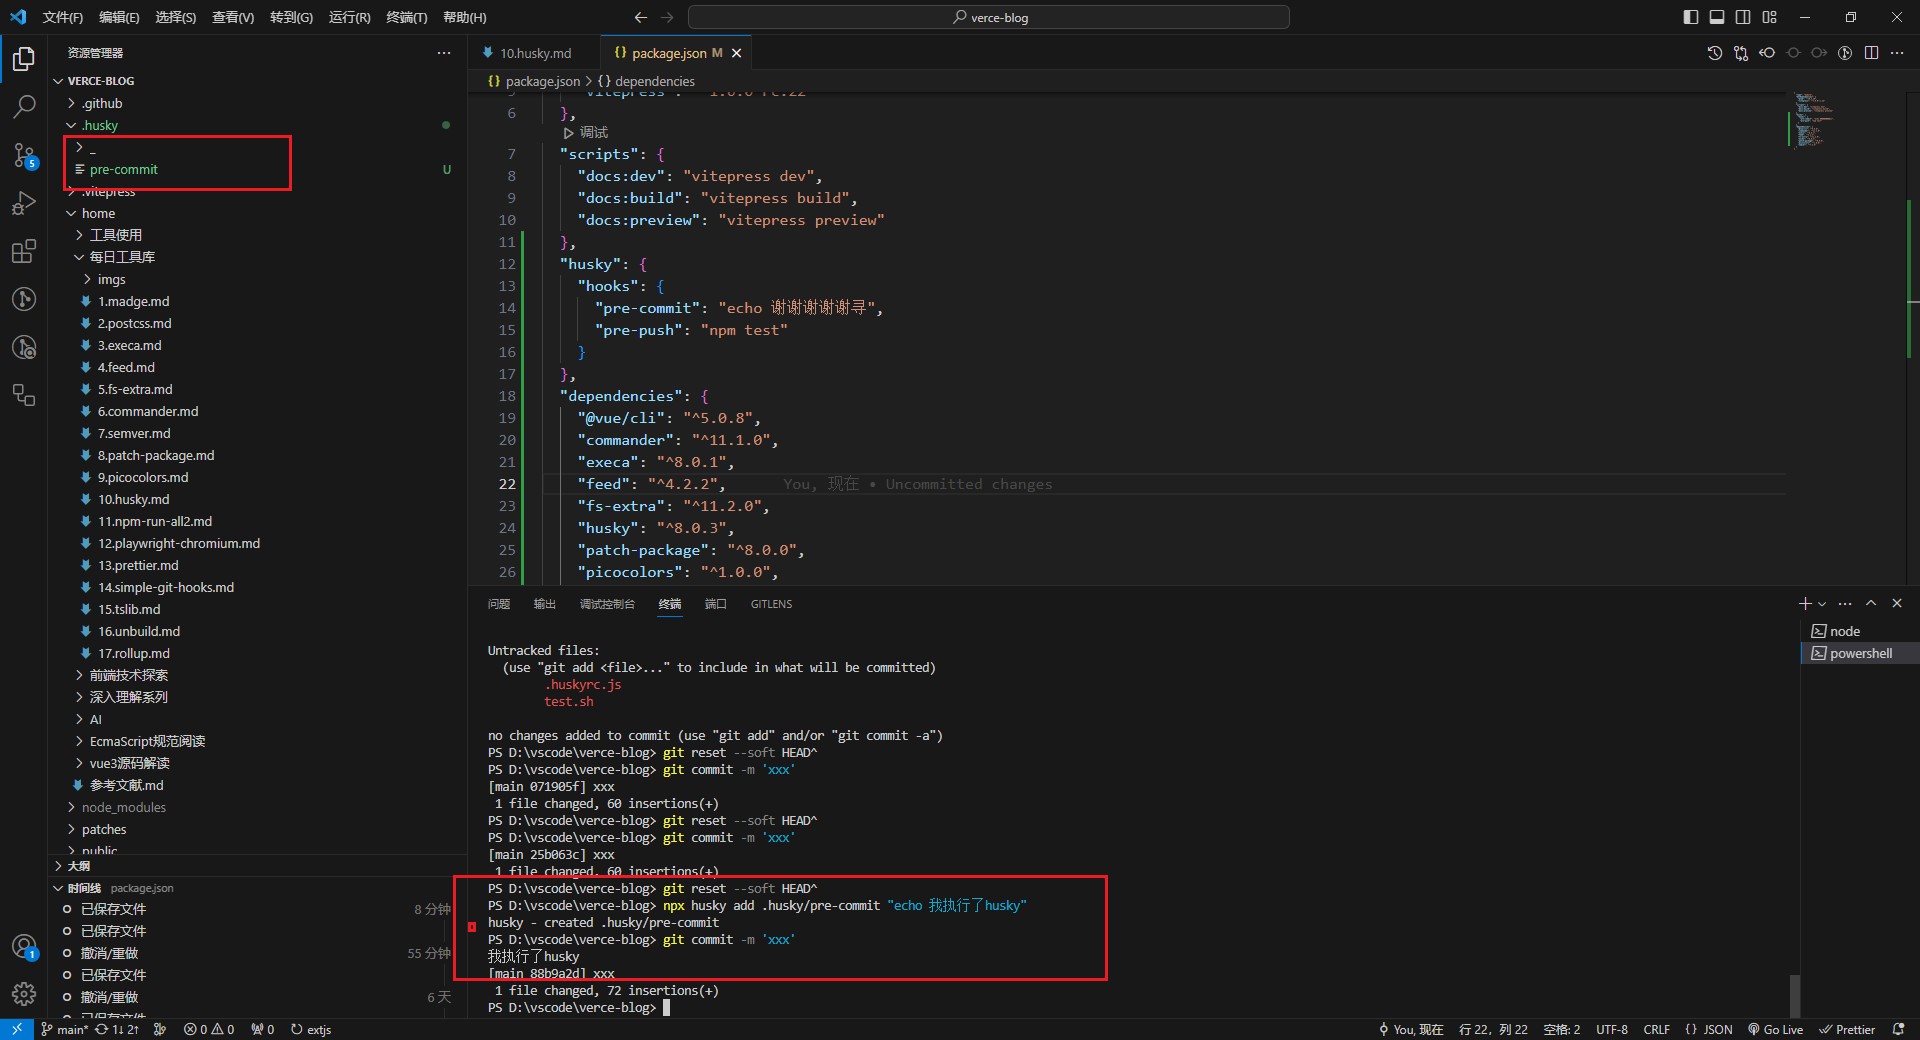 文件(F) 编辑(E) 选择(S) 查看(V) 转到(G) 运行(R) 终端(T) 帮助(H)
verce-blog
资源管理器
VERCE-BLOG
.github
.husky
_
pre-commit U
.vitepress
home
工具使用
每日工具库
imgs
1.madge.md
2.postcss.md
3.execa.md
4.feed.md
5.fs-extra.md
6.commander.md
7.semver.md
8.patch-package.md
9.picocolors.md
10.husky.md
11.npm-run-all2.md
12.playwright-chromium.md
13.prettier.md
14.simple-git-hooks.md
15.tslib.md
16.unbuild.md
17.rollup.md
前端技术探索
深入理解系列
AI
EcmaScript规范阅读
vue3源码解读
参考文献.md
node_modules
patches
public
大纲
时间线 package.json
已保存文件 8 分钟
已保存文件
撤消/重做 55 分钟
已保存文件
撤消/重做 6 天
已保存文件
5
1
10.husky.md
{} package.json M
{} package.json > {} dependencies
5 "vitepress": "1.0.0-rc.22"
6 },
调试
7 "scripts": {
8 "docs:dev": "vitepress dev",
9 "docs:build": "vitepress build",
10 "docs:preview": "vitepress preview"
11 },
12 "husky": {
13 "hooks": {
14 "pre-commit": "echo 谢谢谢谢谢寻",
15 "pre-push": "npm test"
16 }
17 },
18 "dependencies": {
19 "@vue/cli": "^5.0.8",
20 "commander": "^11.1.0",
21 "execa": "^8.0.1",
22 "feed": "^4.2.2", You, 现在 • Uncommitted changes
23 "fs-extra": "^11.2.0",
24 "husky": "^8.0.3",
25 "patch-package": "^8.0.0",
26 "picocolors": "^1.0.0",
问题 输出 调试控制台 终端 端口 GITLENS
node
powershell
Untracked files:
(use "git add <file>..." to include in what will be committed)
.huskyrc.js
test.sh
no changes added to commit (use "git add" and/or "git commit -a")
PS D:\vscode\verce-blog> git reset --soft HEAD^
PS D:\vscode\verce-blog> git commit -m 'xxx'
[main 071905f] xxx
1 file changed, 60 insertions(+)
PS D:\vscode\verce-blog> git reset --soft HEAD^
PS D:\vscode\verce-blog> git commit -m 'xxx'
[main 25b063c] xxx
1 file changed, 60 insertions(+)
PS D:\vscode\verce-blog> git reset --soft HEAD^
PS D:\vscode\verce-blog> npx husky add .husky/pre-commit "echo 我执行了husky"
husky - created .husky/pre-commit
PS D:\vscode\verce-blog> git commit -m 'xxx'
我执行了husky
[main 88b9a2d] xxx
1 file changed, 72 insertions(+)
PS D:\vscode\verce-blog>
main* 1↓ 2↑ 0 0 0 extjs
You, 现在 行 22，列 22 空格: 2 UTF-8 CRLF {} JSON Go Live Prettier